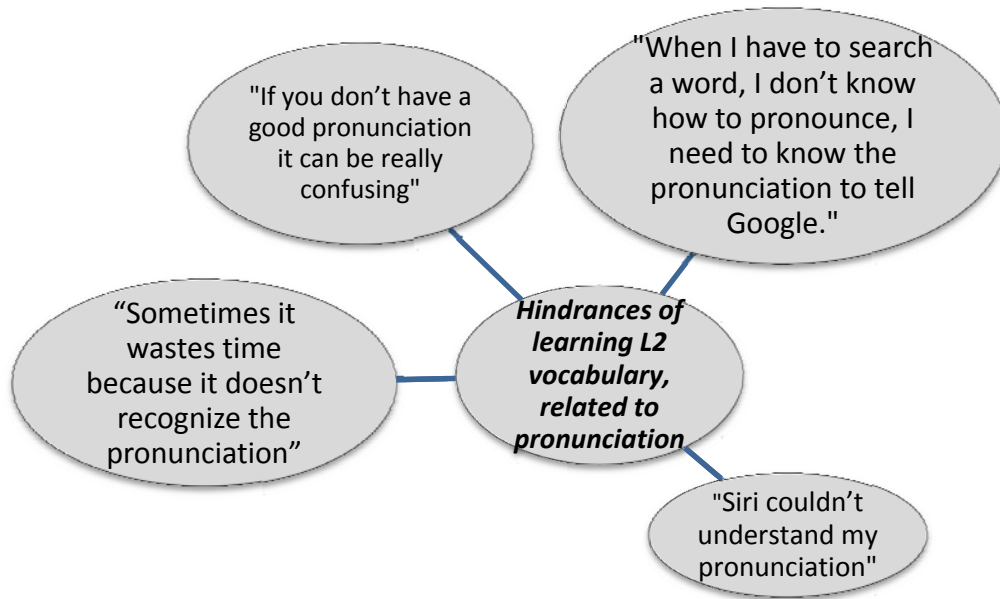 "If you don’t have a
good pronunciation
it can be really
confusing"
"When I have to search
a word, I don’t know
how to pronounce, I
need to know the
pronunciation to tell
Google."
“Sometimes it
wastes time
because it doesn’t
recognize the
pronunciation”
Hindrances of
learning L2
vocabulary,
related to
pronunciation
"Siri couldn’t
understand my
pronunciation"